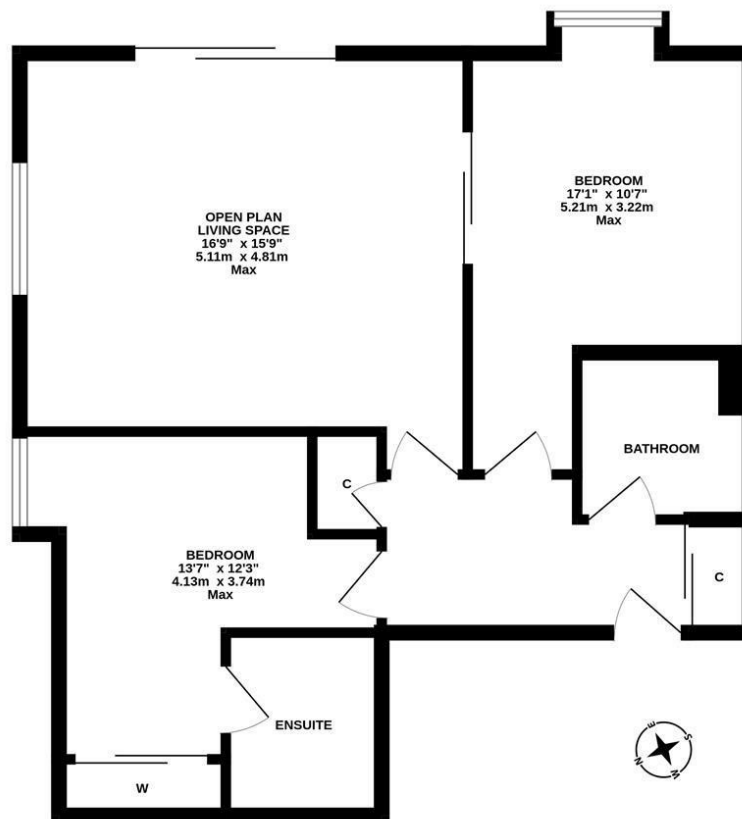 OPEN PLAN
LIVING SPACE
16'9" x 15'9"
5.11m x 4.81m
Max
BEDROOM
17'1" x 10'7"
5.21m x 3.22m
Max
BATHROOM
C
BEDROOM
13'7" x 12'3"
4.13m x 3.74m
Max
C
ENSUITE
W
E
S
N
W